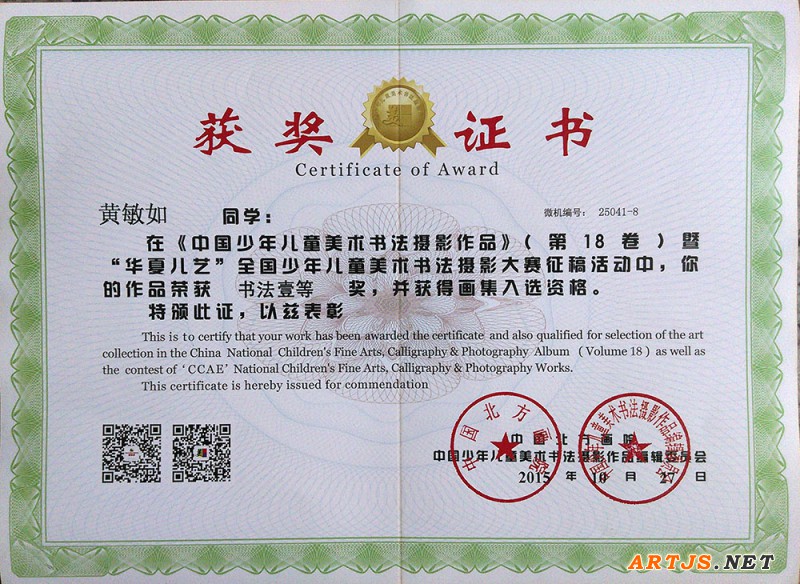 获奖证书
Certificate of Award
黄敏如 同学：
微机编号： 25041-8
在《中国少年儿童美术书法摄影作品》（第18卷）暨
“华夏儿艺”全国少年儿童美术书法摄影大赛征稿活动中，你
的作品荣获 书法壹等 奖，并获得画集入选资格。
特颁此证，以兹表彰
This is to certify that your work has been awarded the certificate and also qualified for selection of the art
collection in the China National Children's Fine Arts, Calligraphy & Photography Album （Volume 18）as well as
the contest of ‘CCAE’ National Children's Fine Arts, Calligraphy & Photography Works.
This certificate is hereby issued for commendation
中国北方画院
中国北方画院
中国少年儿童美术书法摄影作品编辑委员会
2015 年 10 月 27 日
ARTJS.NET